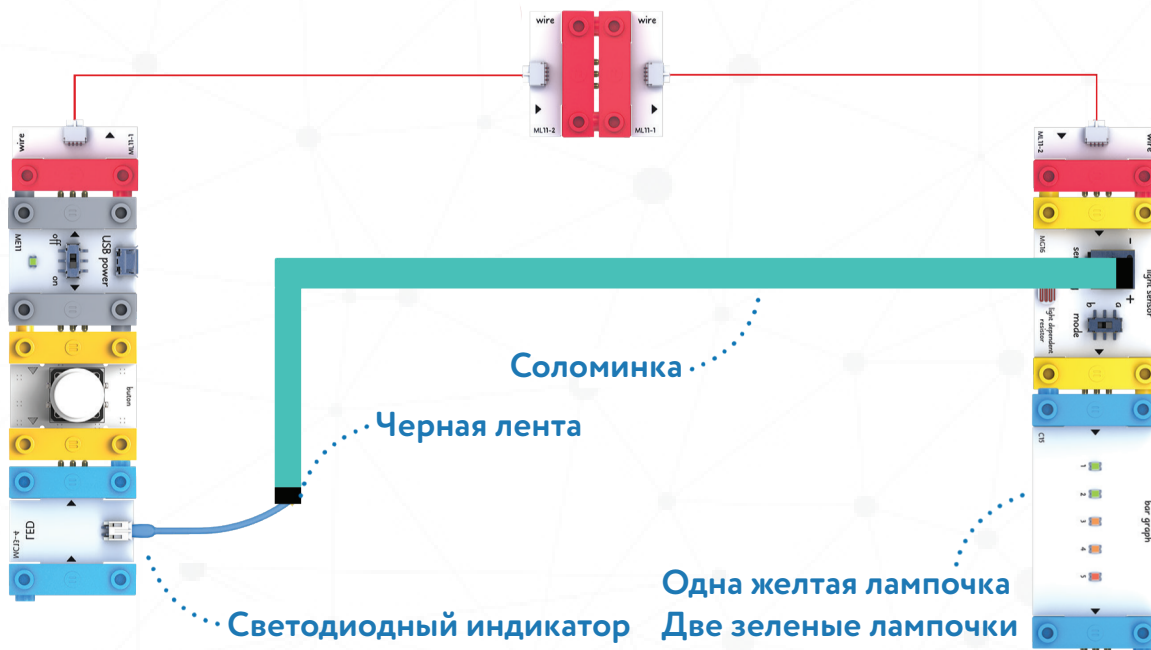 wire
wire
ML11-2
ML11-1
wire
ML11-1
ME11
off
on
USB power
button
MC13-4
LED
ML11-2
wire
MG16
light sensor
-
+
mode
light dependent
resistor
C15
1
2
3
4
5
bar graph
Соломинка
Черная лента
Светодиодный индикатор
Одна желтая лампочка
Две зеленые лампочки